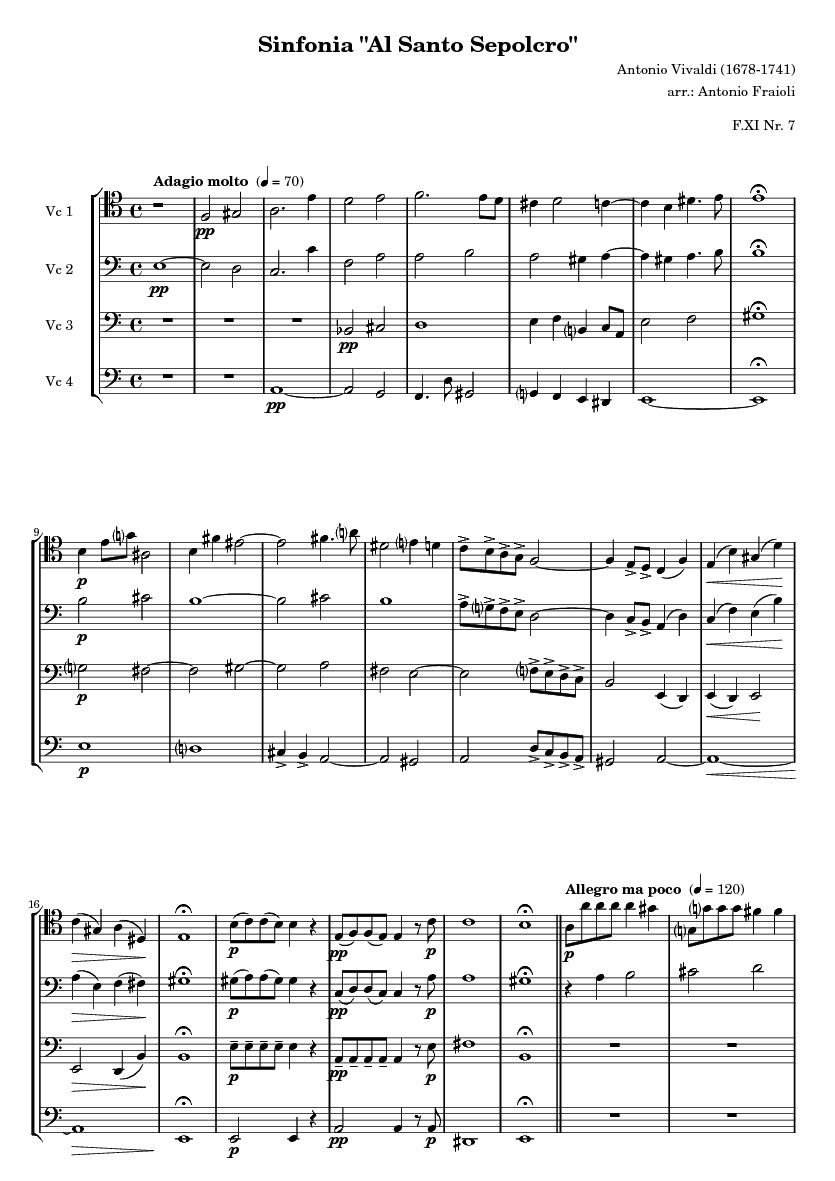 Sinfonia "Al Santo Sepolcro"
Antonio Vivaldi (1678-1741)
arr.: Antonio Fraioli
F.XI Nr. 7
Adagio molto (♩ = 70)
Vc 1
pp
Vc 2
pp
Vc 3
pp
Vc 4
pp
9
p
p
p
p
Allegro ma poco (♩ = 120)
16
p pp p p
p pp p
p pp p
p pp p